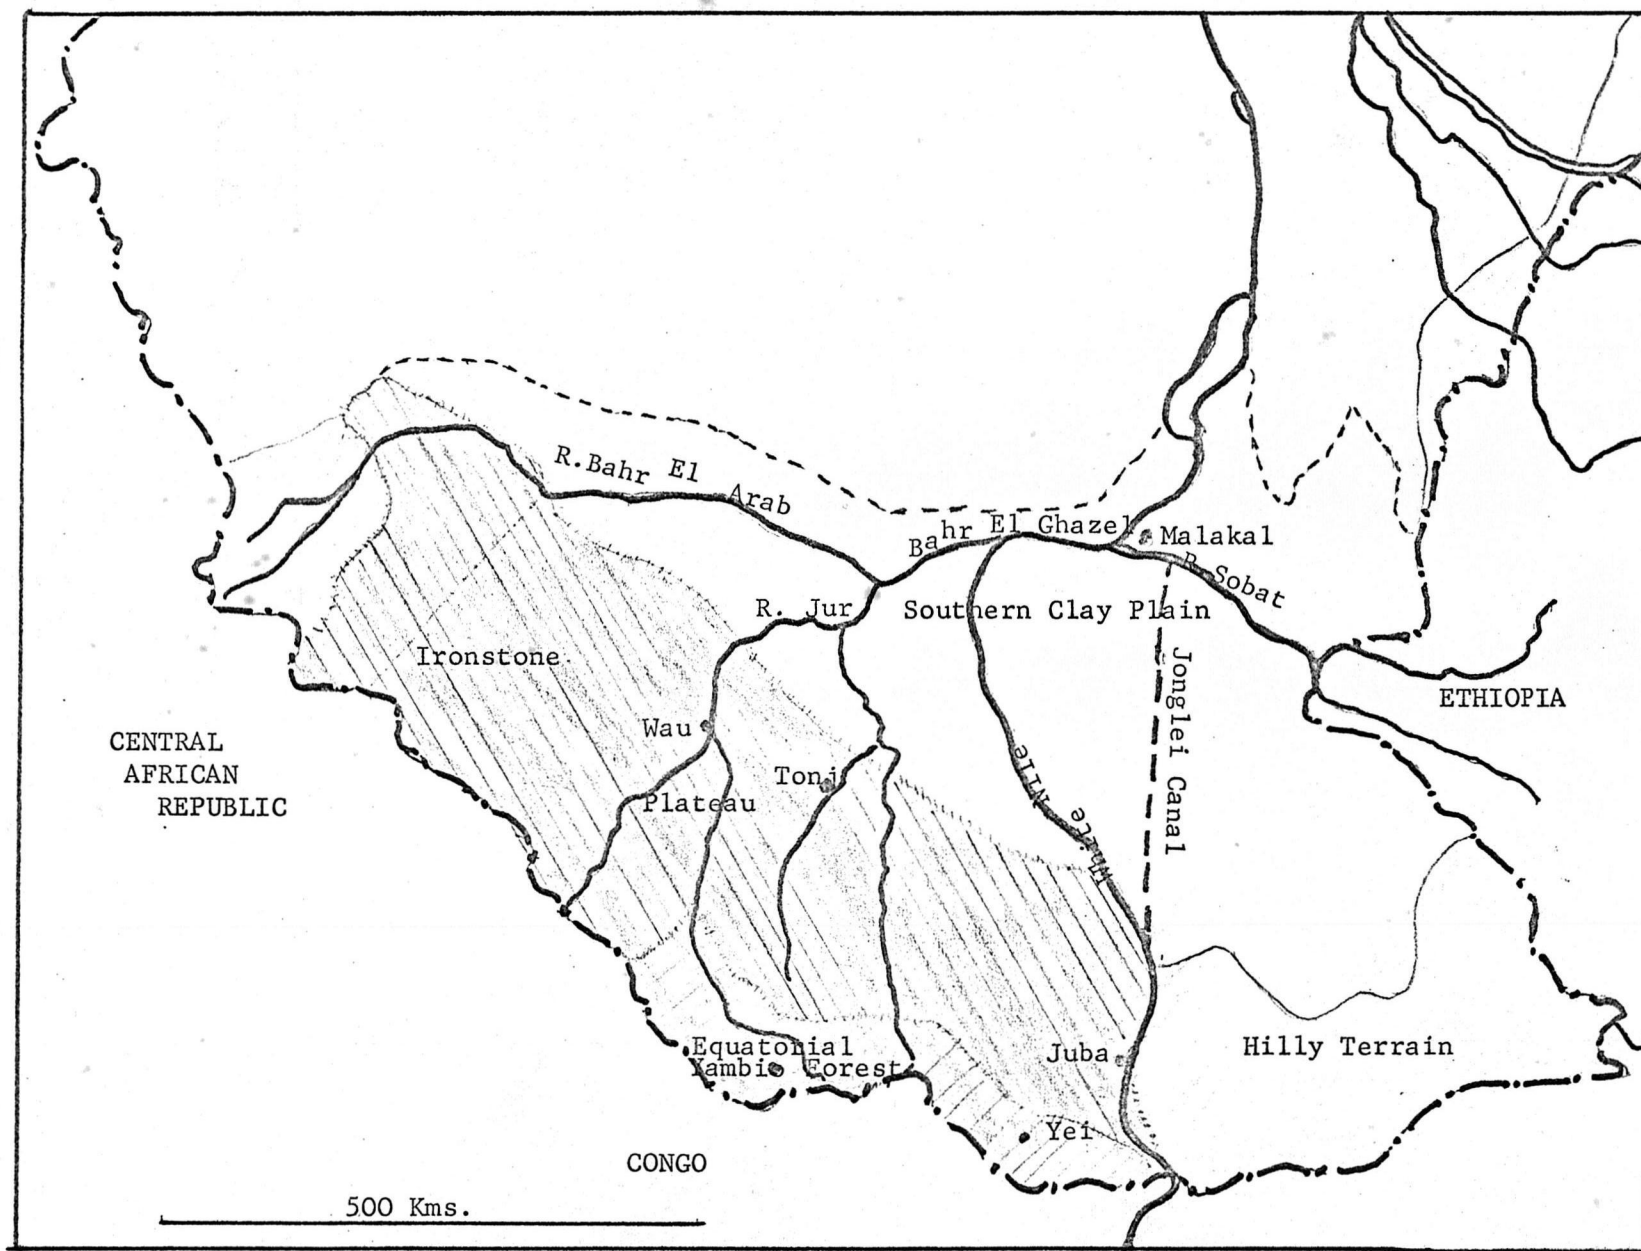 R.Bahr El Arab
Bahr El Ghazel
Malakal
R. Sobat
R. Jur
Southern Clay Plain
Ironstone
Jonglei Canal
ETHIOPIA
Wau
CENTRAL
AFRICAN
REPUBLIC
Tonj
Plateau
White Nile
Equatorial
Yambio Forest
Juba
Hilly Terrain
Yei
CONGO
500 Kms.